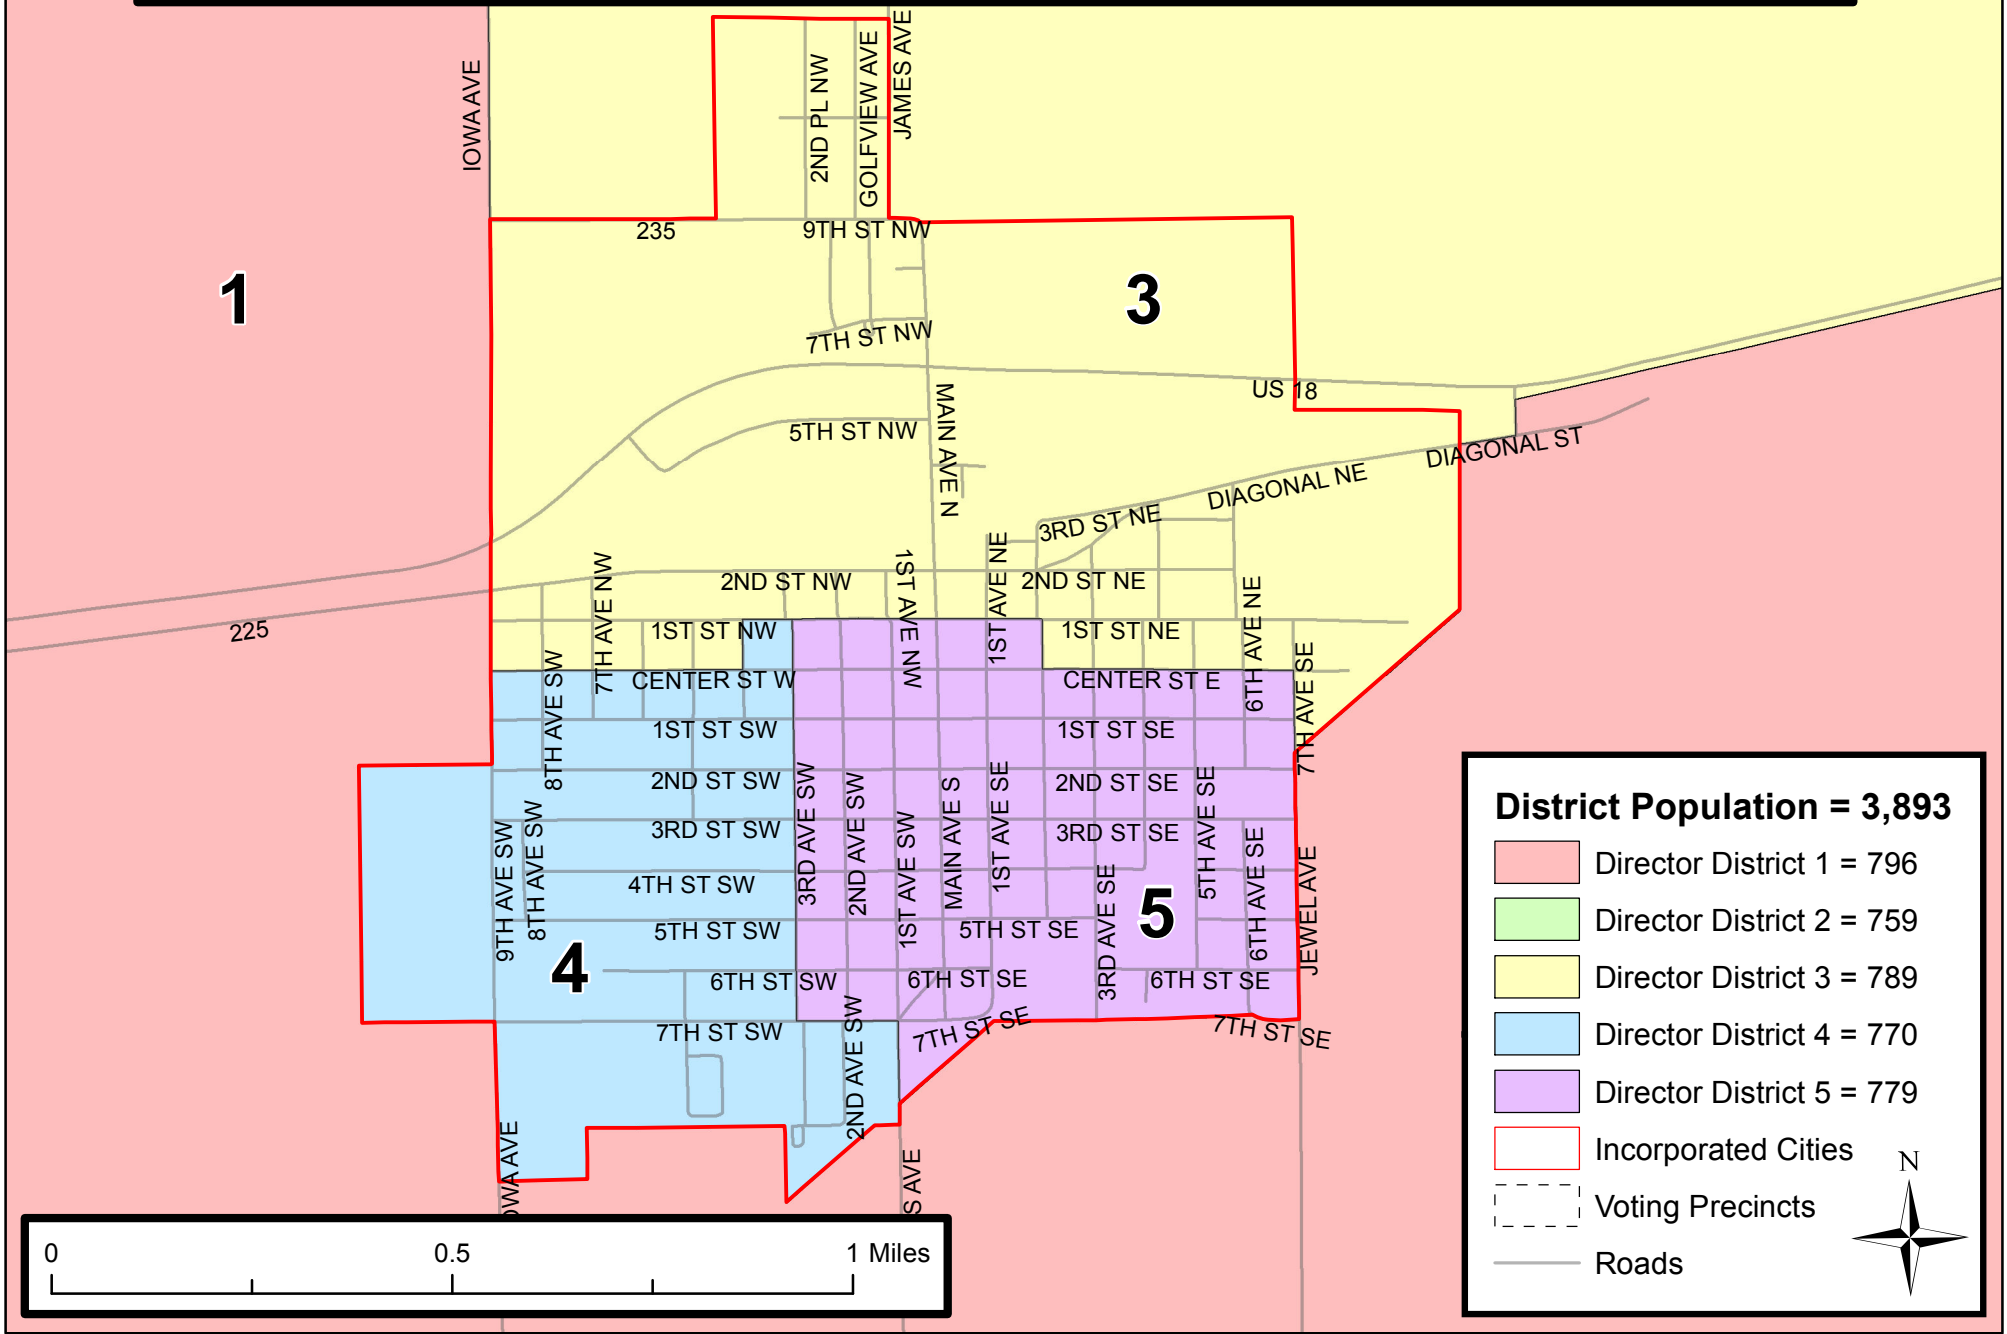 IOWA AVE
2ND PL NW
GOLFVIEW AVE
JAMES AVE
235
9TH ST NW
1
3
7TH ST NW
US 18
5TH ST NW
MAIN AVE N
DIAGONAL ST
DIAGONAL NE
3RD ST NE
225
7TH AVE NW
2ND ST NW
1ST AVE NW
1ST AVE NE
2ND ST NE
6TH AVE NE
1ST ST NW
1ST ST NE
8TH AVE SW
CENTER ST W
CENTER ST E
7TH AVE SE
1ST ST SW
1ST ST SE
2ND ST SW
3RD AVE SW
2ND AVE SW
1ST AVE SW
MAIN AVE S
1ST AVE SE
2ND ST SE
5TH AVE SE
9TH AVE SW
8TH AVE SW
3RD ST SW
3RD ST SE
6TH AVE SE
JEWEL AVE
4TH ST SW
3RD AVE SE
5
5TH ST SW
5TH ST SE
4
6TH ST SW
6TH ST SE
6TH ST SE
7TH ST SW
2ND AVE SW
7TH ST SE
7TH ST SE
OWA AVE
S AVE
District Population = 3,893
Director District 1 = 796
Director District 2 = 759
Director District 3 = 789
Director District 4 = 770
Director District 5 = 779
Incorporated Cities
Voting Precincts
Roads
N
0 0.5 1 Miles